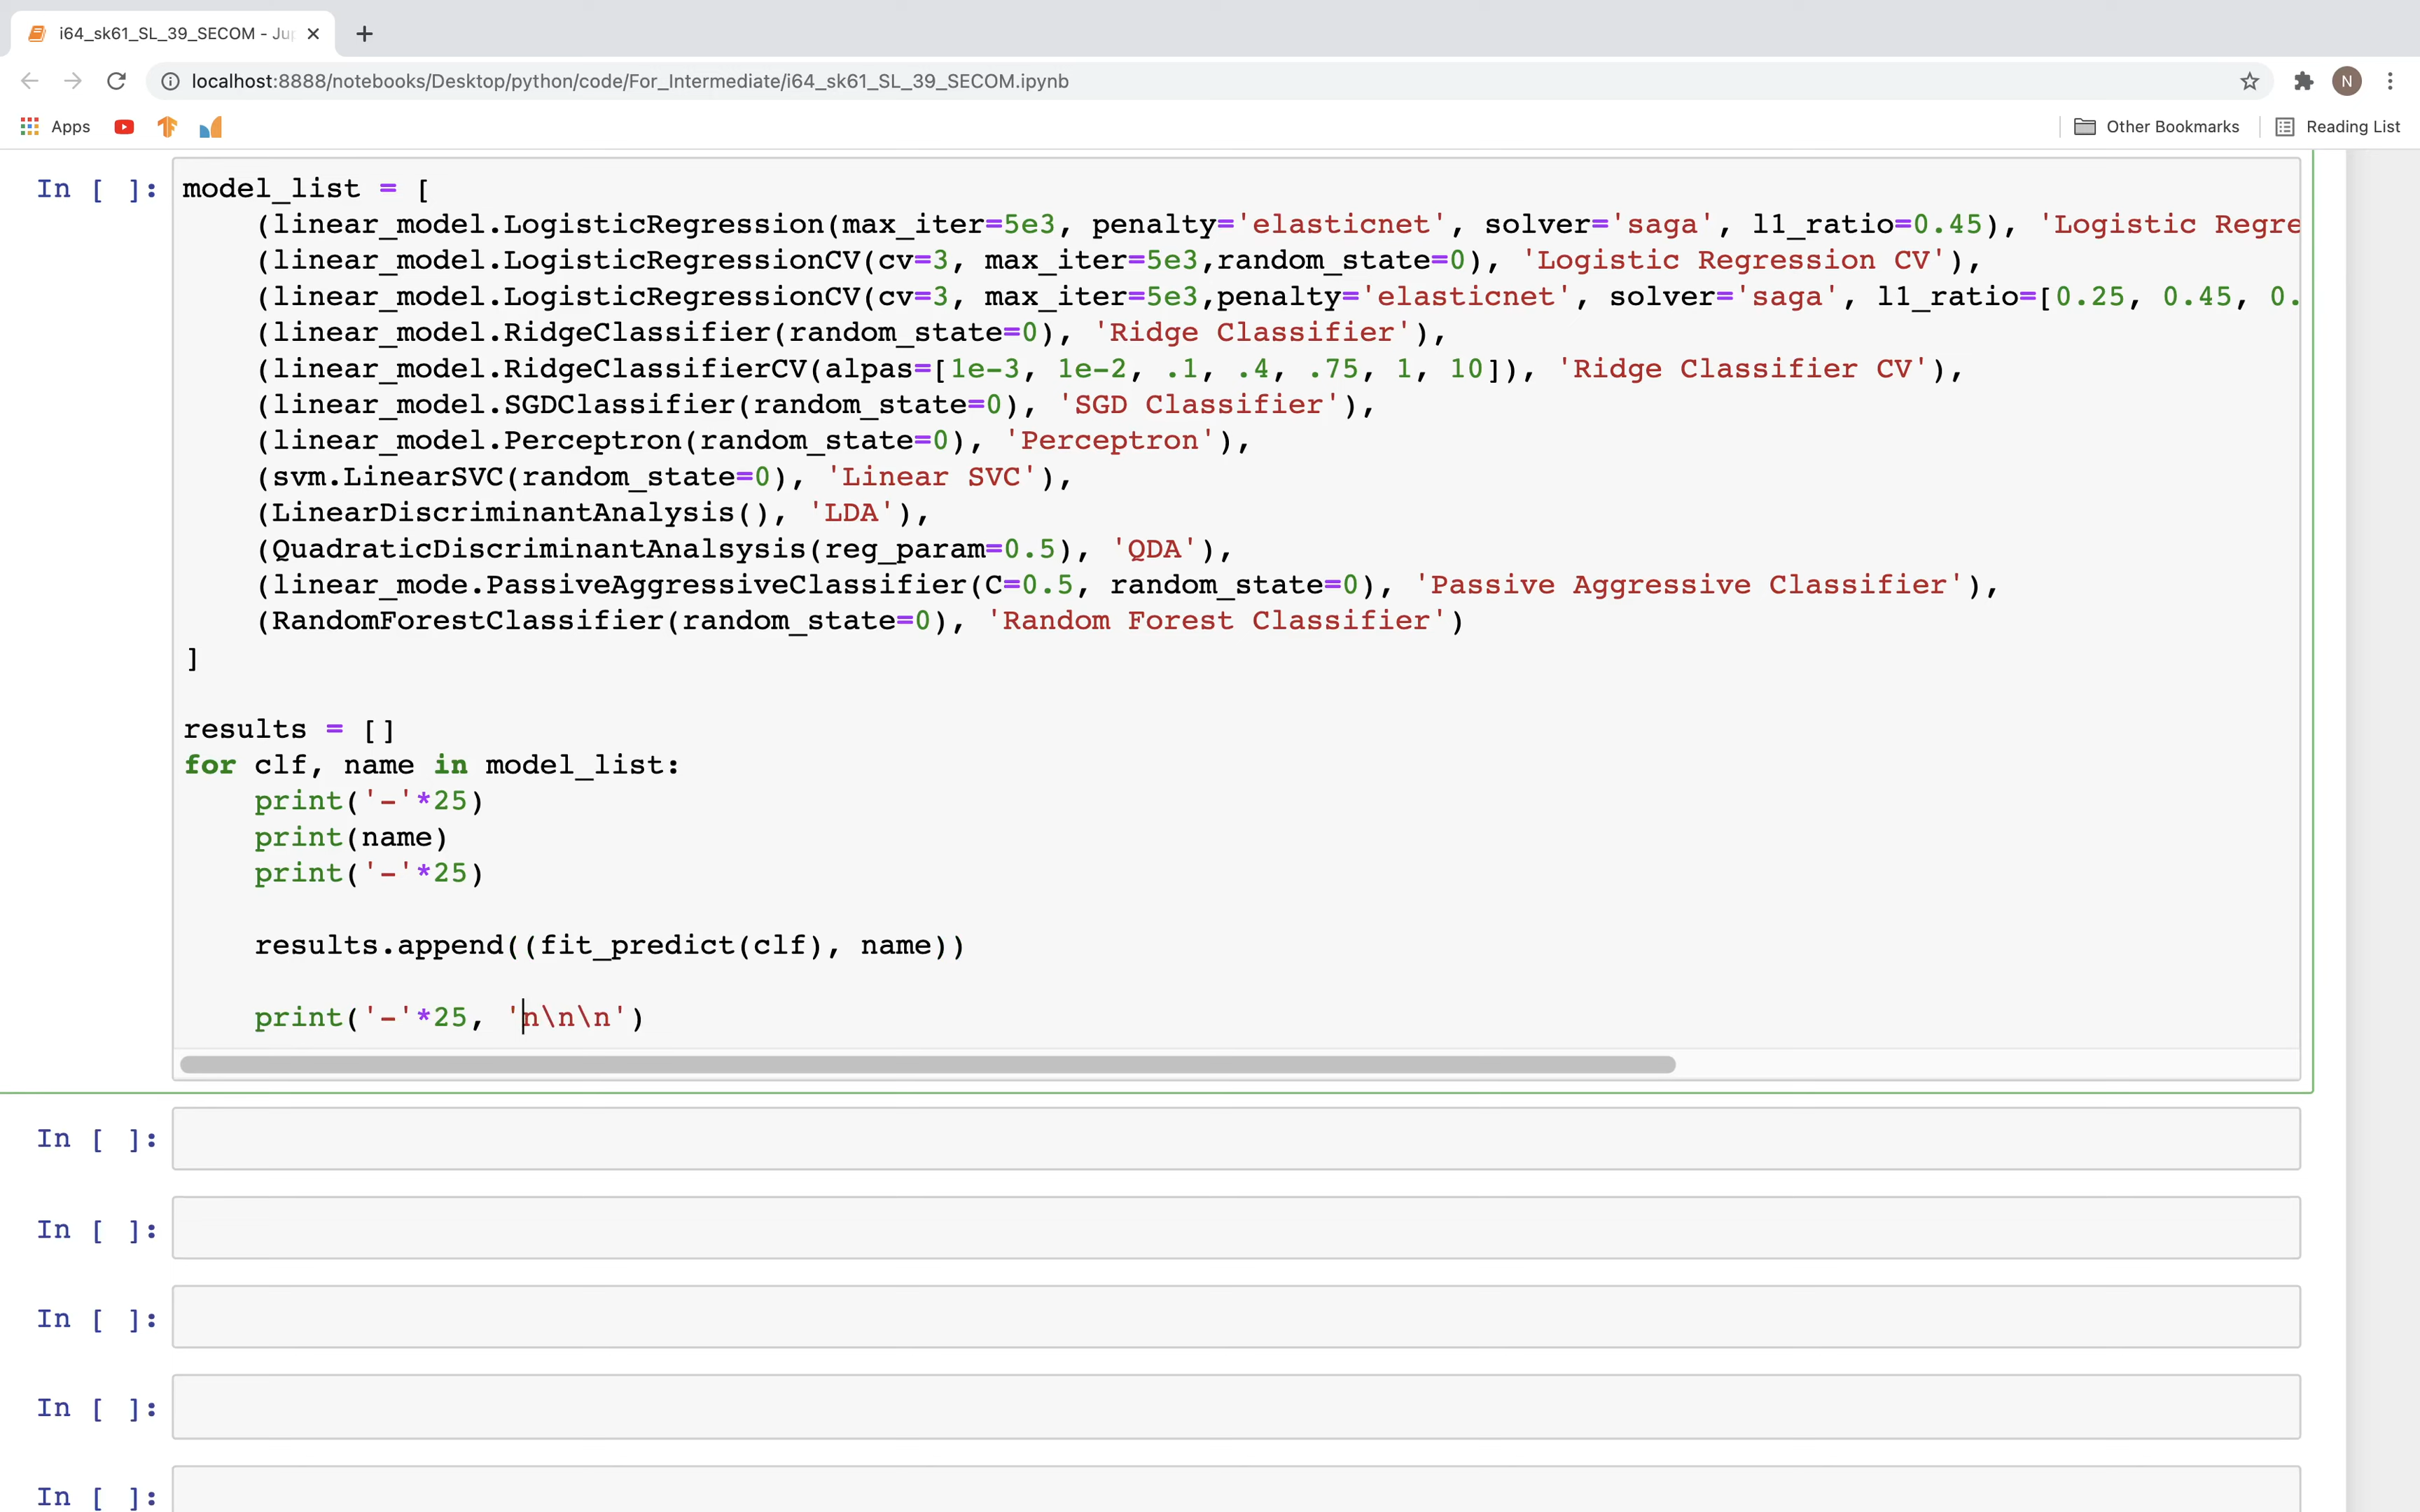 i64_sk61_SL_39_SECOM - Ju
localhost:8888/notebooks/Desktop/python/code/For_Intermediate/i64_sk61_SL_39_SECOM.ipynb
N
Apps
Other Bookmarks
Reading List
In [ ]:
model_list = [
(linear_model.LogisticRegression(max_iter=5e3, penalty='elasticnet', solver='saga', l1_ratio=0.45), 'Logistic Regre
(linear_model.LogisticRegressionCV(cv=3, max_iter=5e3,random_state=0), 'Logistic Regression CV'),
(linear_model.LogisticRegressionCV(cv=3, max_iter=5e3,penalty='elasticnet', solver='saga', l1_ratio=[0.25, 0.45, 0.
(linear_model.RidgeClassifier(random_state=0), 'Ridge Classifier'),
(linear_model.RidgeClassifierCV(alpas=[1e-3, 1e-2, .1, .4, .75, 1, 10]), 'Ridge Classifier CV'),
(linear_model.SGDClassifier(random_state=0), 'SGD Classifier'),
(linear_model.Perceptron(random_state=0), 'Perceptron'),
(svm.LinearSVC(random_state=0), 'Linear SVC'),
(LinearDiscriminantAnalysis(), 'LDA'),
(QuadraticDiscriminantAnalsysis(reg_param=0.5), 'QDA'),
(linear_mode.PassiveAggressiveClassifier(C=0.5, random_state=0), 'Passive Aggressive Classifier'),
(RandomForestClassifier(random_state=0), 'Random Forest Classifier')
]
results = []
for clf, name in model_list:
print('-'*25)
print(name)
print('-'*25)
results.append((fit_predict(clf), name))
print('-'*25, 'n\n\n')
In [ ]:
In [ ]:
In [ ]:
In [ ]:
In [ ]: